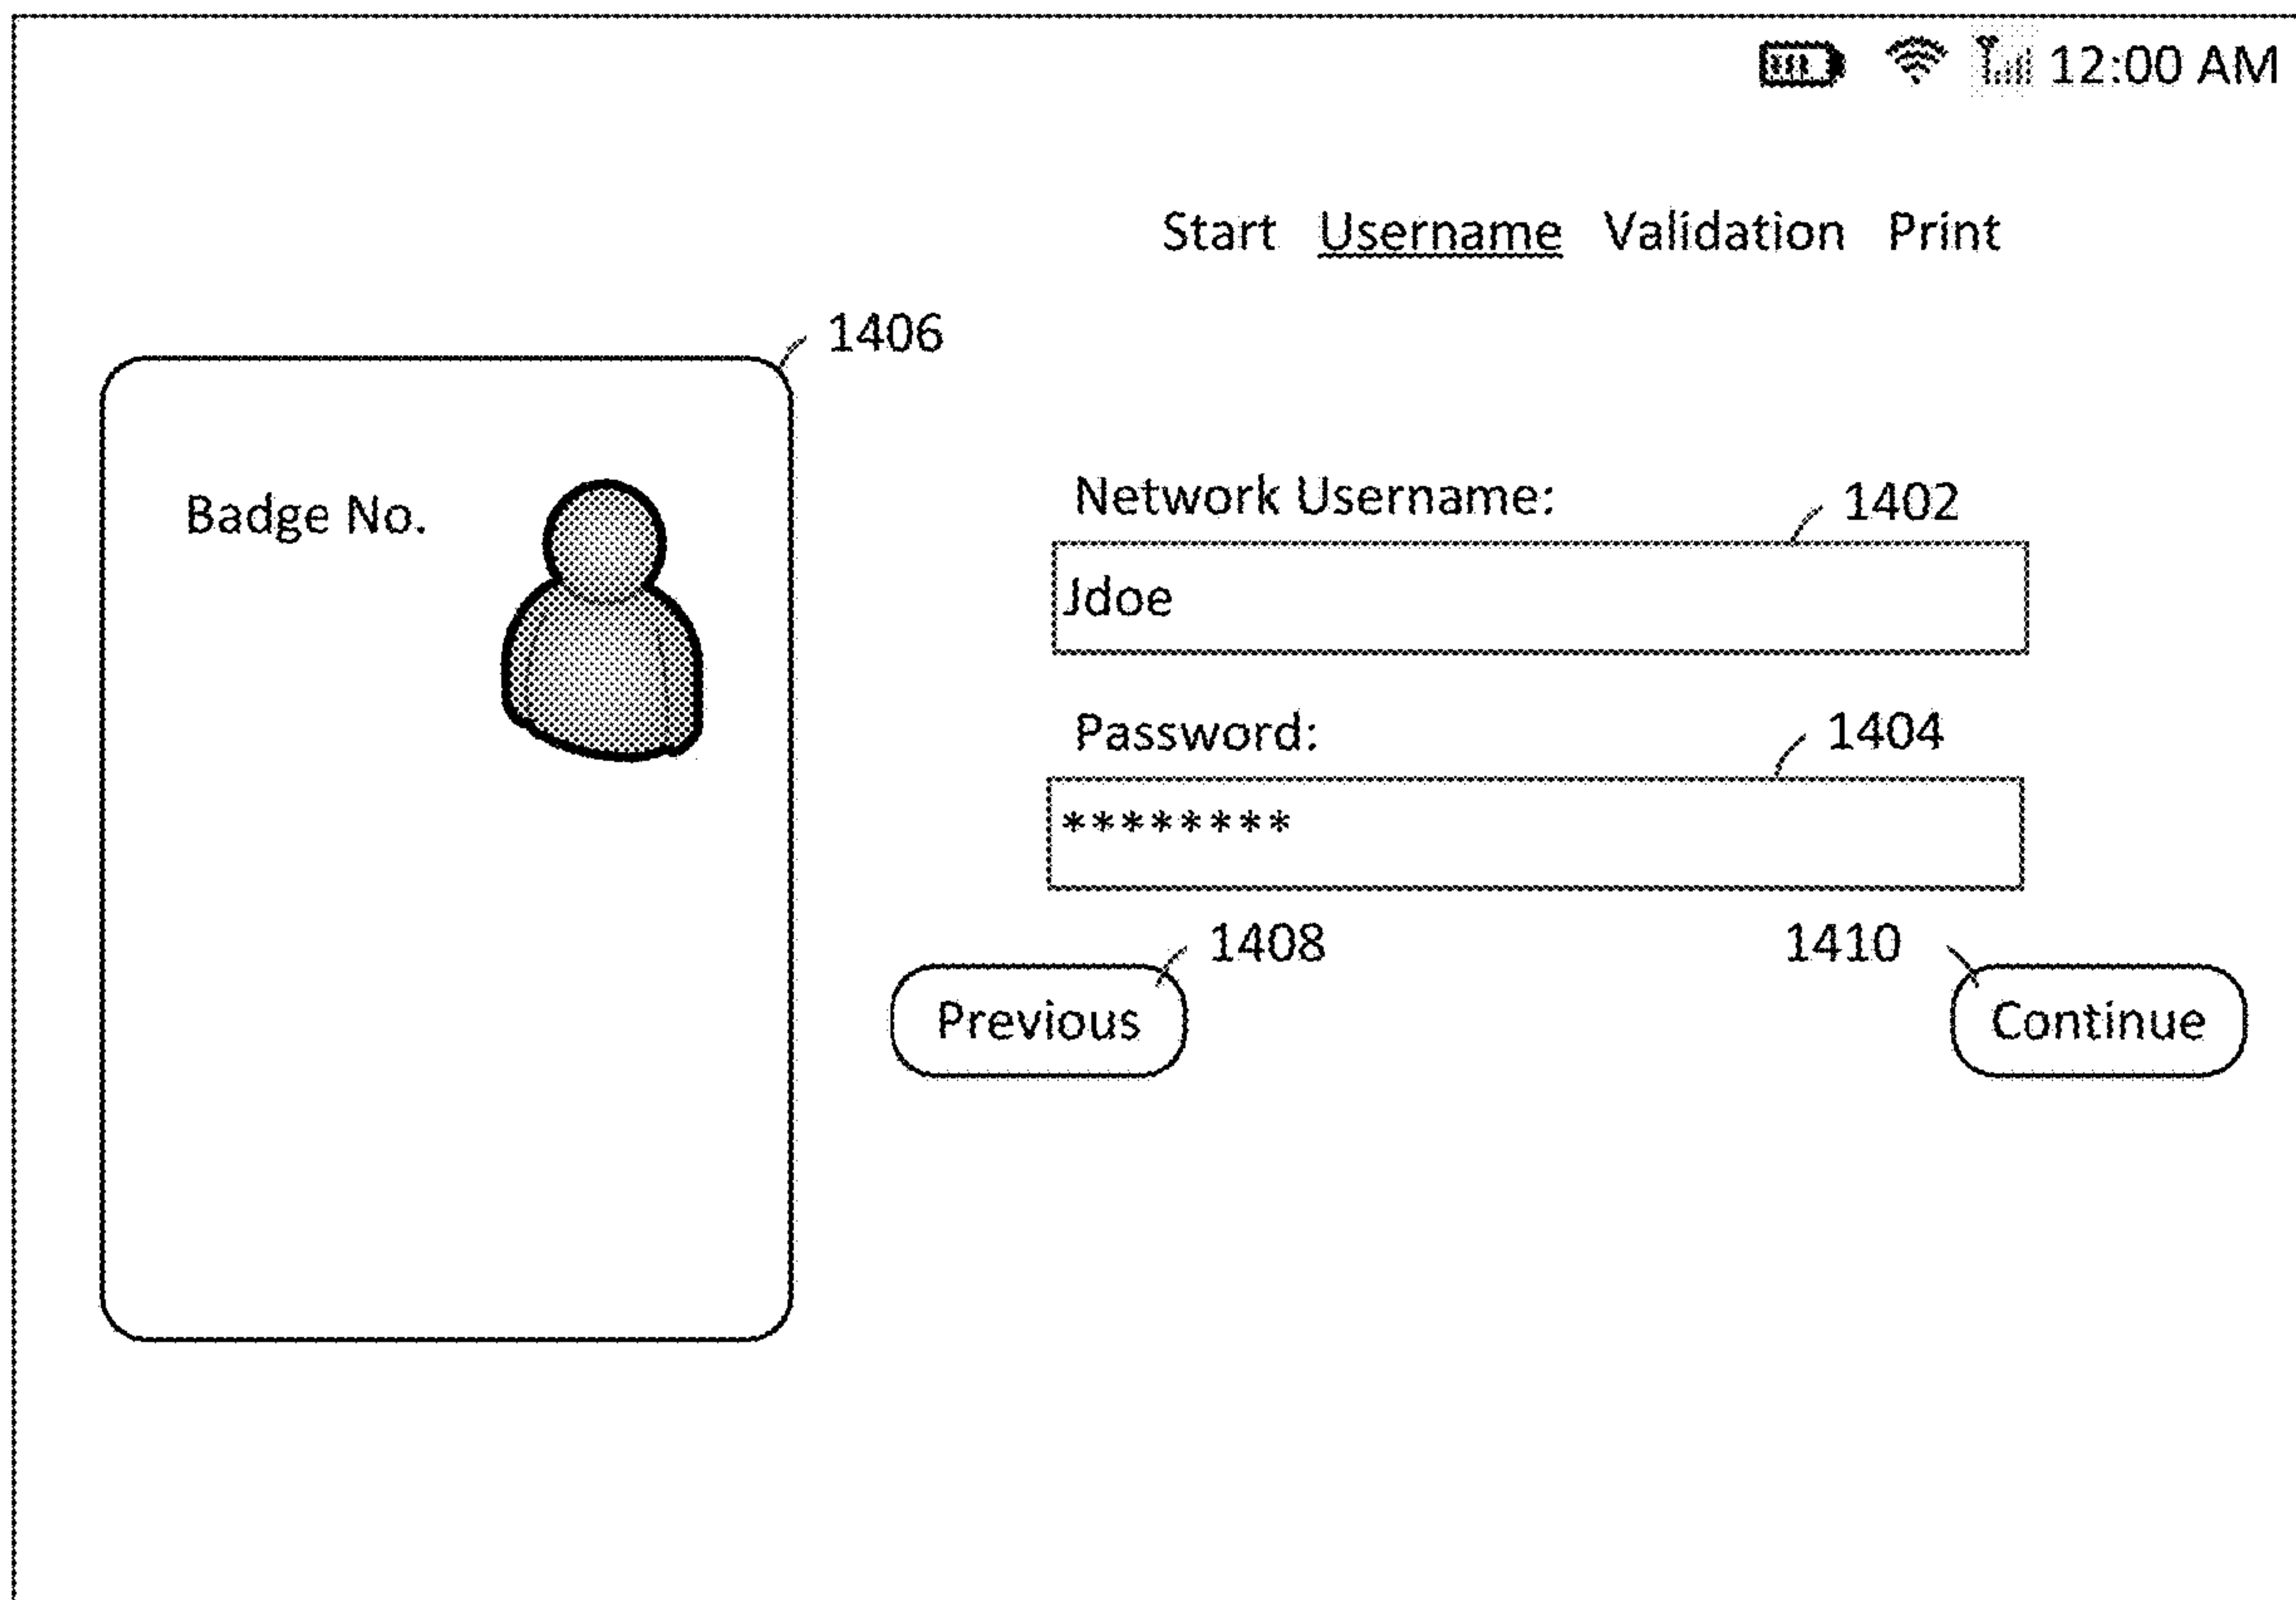 12:00 AM
Start Username Validation Print
1406
Badge No.
Network Username:
1402
Jdoe
Password:
1404
********
1408
1410
Previous
Continue